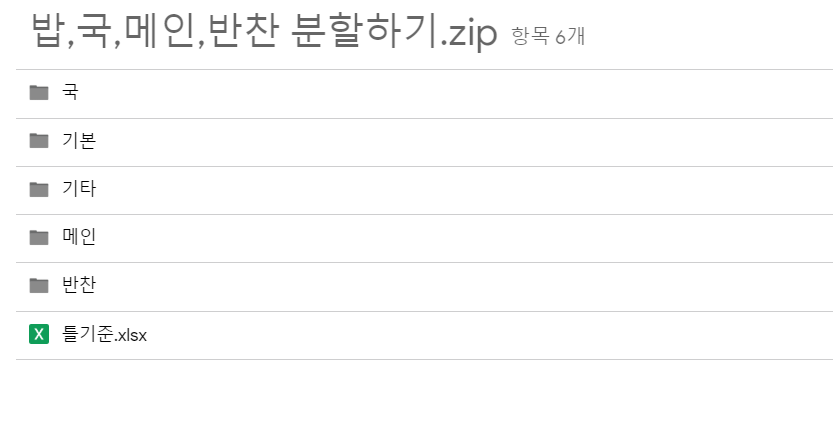 밥,국,메인,반찬 분할하기.zip 항목 6개
국
기본
기타
메인
반찬
틀기준.xlsx